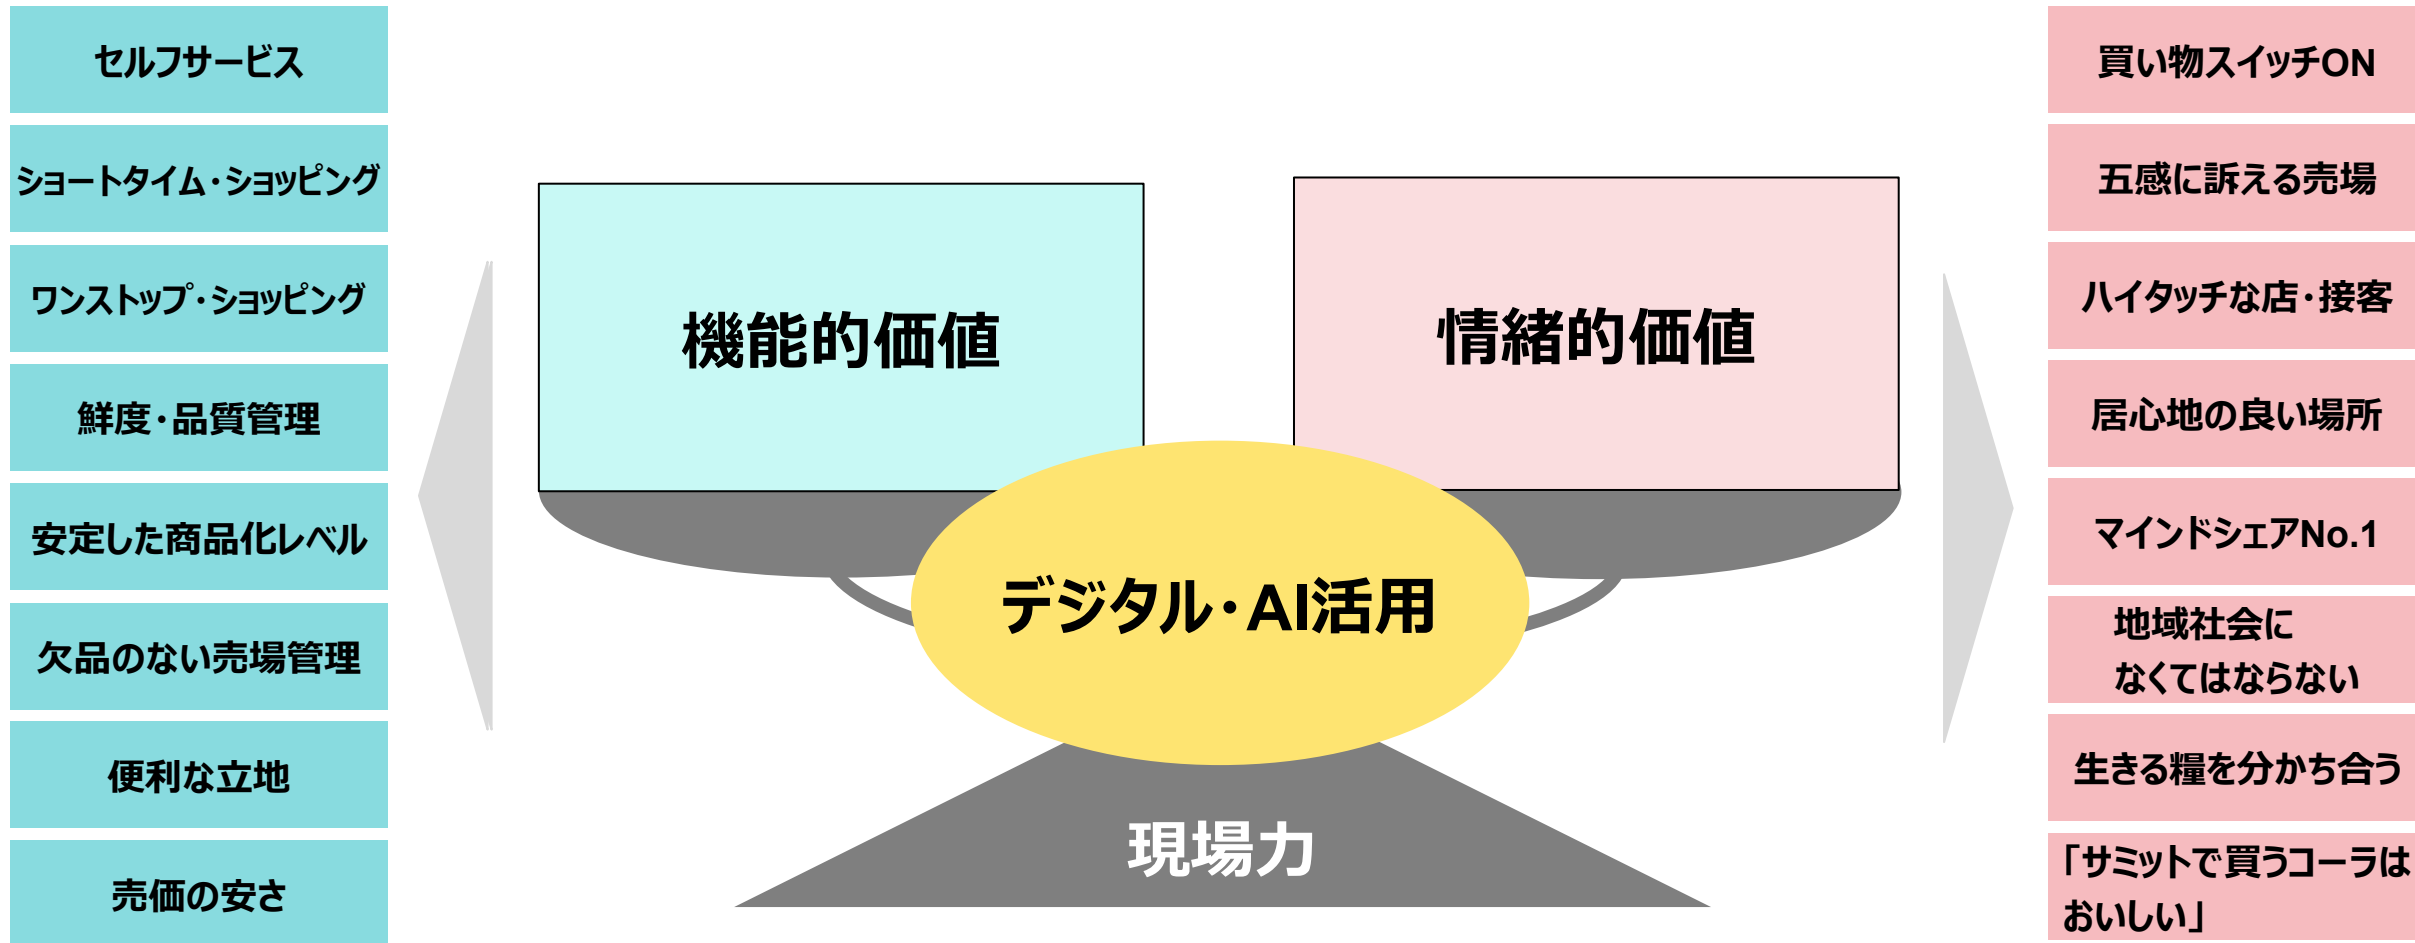 セルフサービス
ショートタイム・ショッピング
ワンストップ・ショッピング
鮮度・品質管理
安定した商品化レベル
欠品のない売場管理
便利な立地
売価の安さ
機能的価値
情緒的価値
デジタル・AI活用
現場力
買い物スイッチON
五感に訴える売場
ハイタッチな店・接客
居心地の良い場所
マインドシェアNo.1
地域社会に
なくてはならない
生きる糧を分かち合う
「サミットで買うコーラは
おいしい」